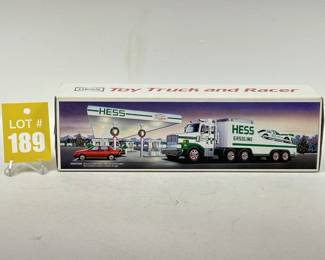 LOT #
189
HESS Toy Truck and Racer
HESS
HESS
GASOLINE